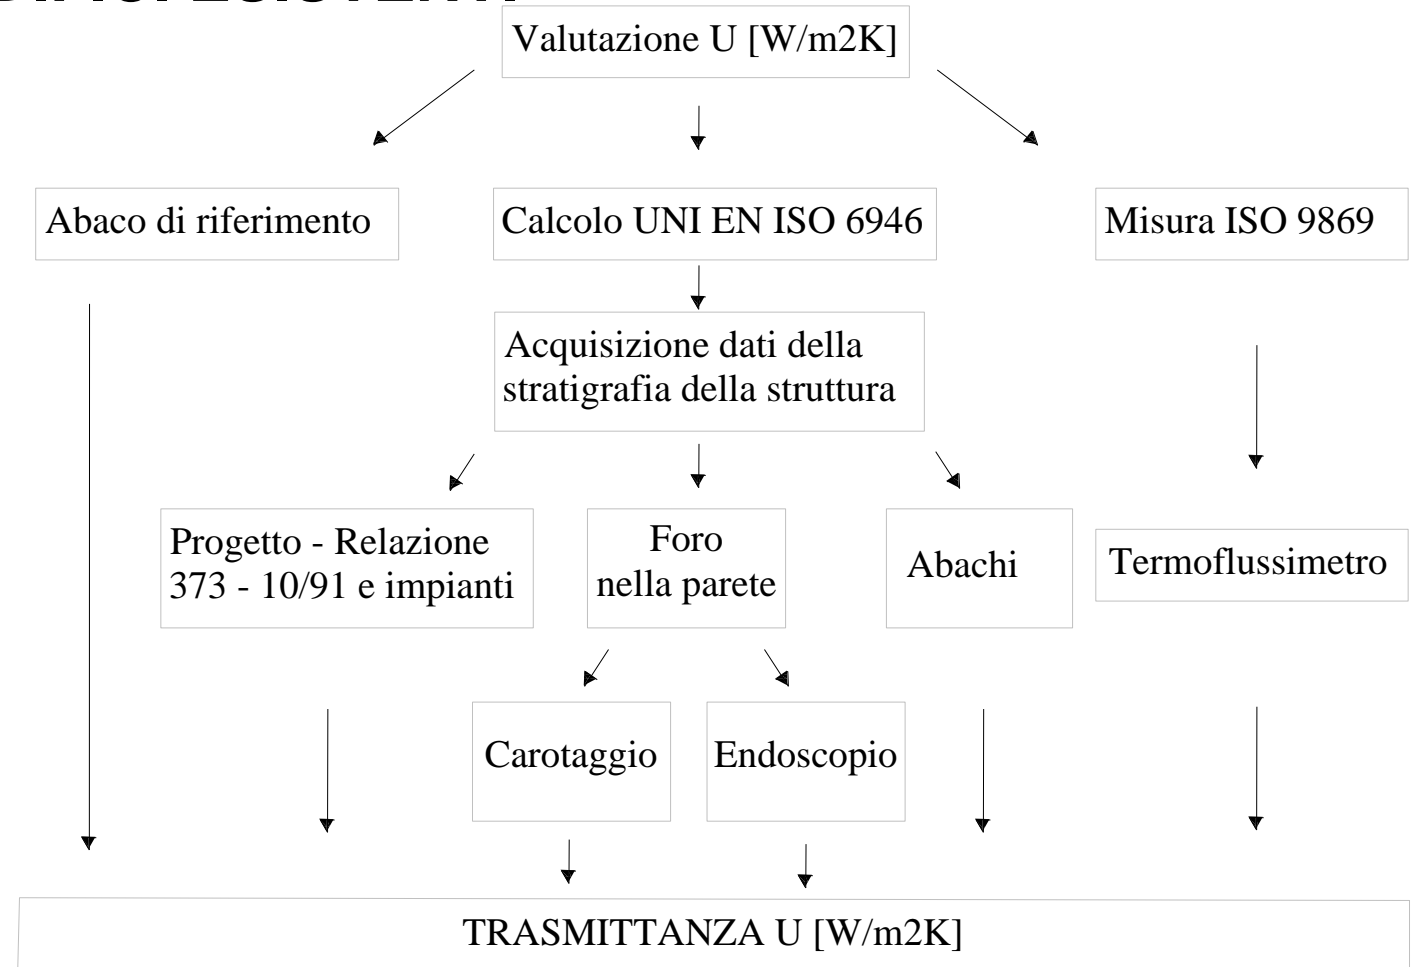 Valutazione U [W/m2K]
Abaco di riferimento
Calcolo UNI EN ISO 6946
Misura ISO 9869
Acquisizione dati della
stratigrafia della struttura
Progetto - Relazione
373 - 10/91 e impianti
Foro
nella parete
Abachi
Termoflussimetro
Carotaggio
Endoscopio
TRASMITTANZA U [W/m2K]